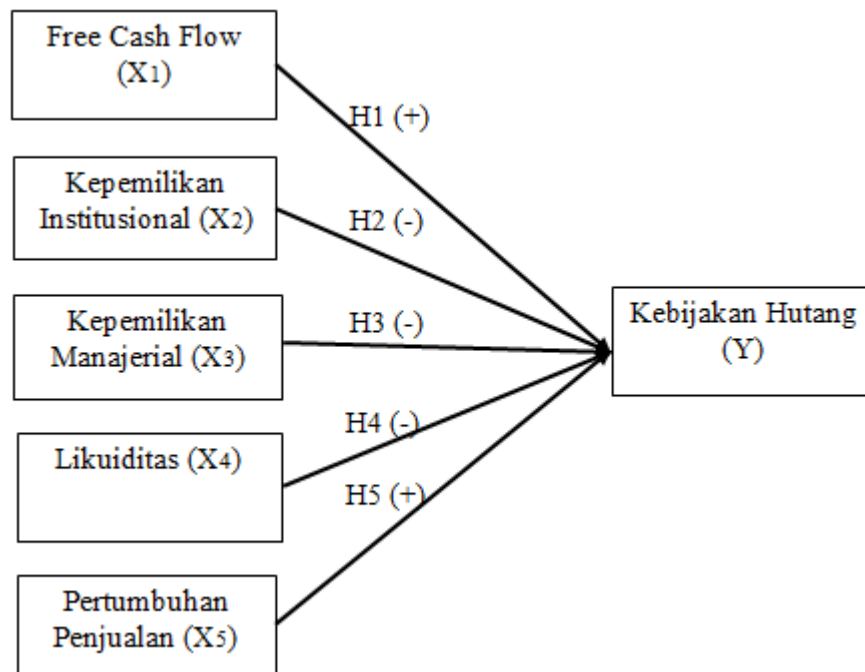 Free Cash Flow
(X1)
H1 (+)
Kepemilikan
Institusional (X2)
H2 (-)
Kepemilikan
Manajerial (X3)
H3 (-)
Kebijakan Hutang
(Y)
Likuiditas (X4)
H4 (-)
H5 (+)
Pertumbuhan
Penjualan (X5)